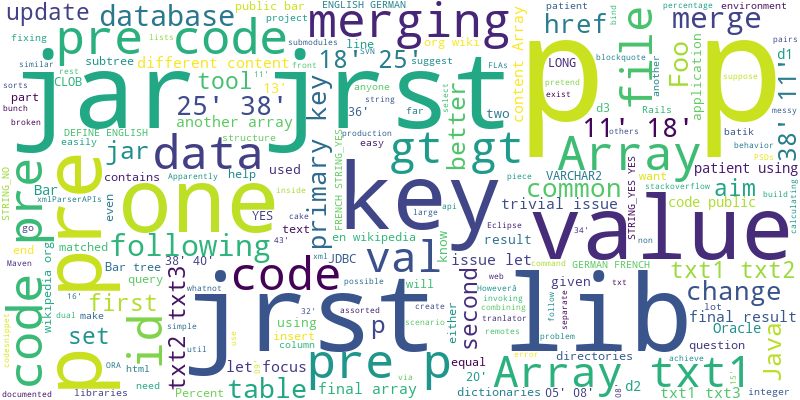 update
database
public bar
project
ENGLISH GERMAN
submodules
SVN
line
merging
org wiki
suggest
FLAs
href
patient
similar
bind
percentage
environment
merge
fixing
lists
sorts
part
bunch
broken
pre code
subtree
CLOB
different content
rest
front
11'
tool
13'
18' 25'
anyone
string
36'
better
two
content Array
LONG
pretend
exist
blockquote
another
file
Foo
application
Rails
others
d1
pairs
messy
behavior
PSDs
38' 11'
jar
jrst
p p
25' 38'
another array
structure
production
far
easy
select
d3
11' 18'
batik
suppose
calculating
DEFINE ENGLISH
easily
Apparently
xmlParserAPIs
jar
data
used
primary key
FRENCH STRING_YES
gt gt
piece
Array
patient using
code pre
STRING_NO
Bar
go
Maven
wikipedia org
documented
pre
p
contains
even
help
inside
one
YES
cake
text
43'
xml
following
matched
end
dual
make
Bar tree
query
38' 40'
whatnot
key
large
api
en wikipedia
know
JDBC
Eclipse
result
VARCHAR2
common
want
stackoverflow
STRING_YES YES
aim
build
code public
trivial issue
value
34'
non
val
issue let
GERMAN FRENCH
txt1 txt2
code
possible
will
second
web
Howeverâ
invoking
combining
tranlator
remotes
given
command
txt
first
16'
id
simple
util
txt2 txt3
jrst
32'
assorted
create
scenario
follow
separate
lib
lot
change
final result
Oracle
question
set
codesnippet
ORA
html
need
libraries
using
insert
column
let focus
Percent
09'
use
table
pre p
p
either
via
final array
equal
20'
dictionaries
error
problem
Array
directories
05' 08'
08'
d2
txt1
txt1 txt3
15'
achieve
Java
integer